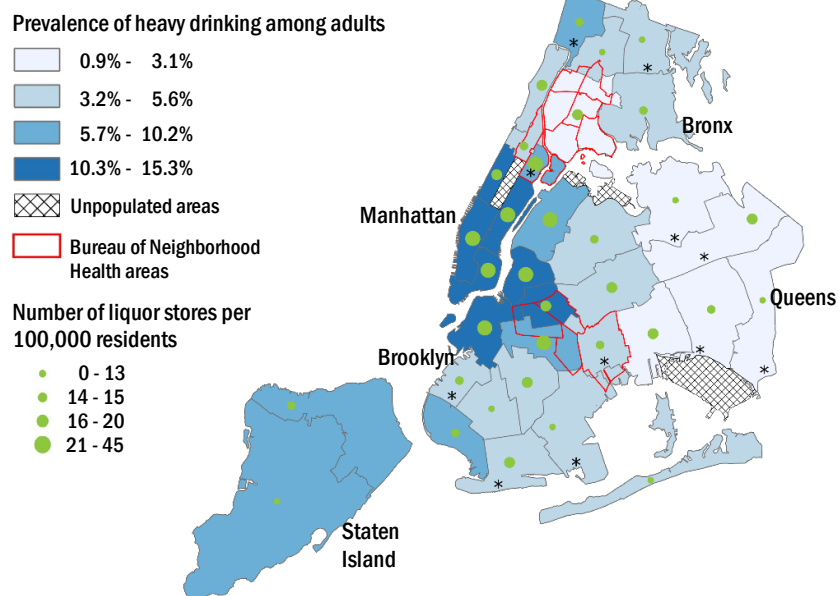 Prevalence of heavy drinking among adults
0.9% - 3.1%
3.2% - 5.6%
5.7% - 10.2%
10.3% - 15.3%
Unpopulated areas
Bureau of Neighborhood
Health areas
Number of liquor stores per
100,000 residents
0 - 13
14 - 15
16 - 20
21 - 45
Bronx
Manhattan
Queens
Brooklyn
Staten
Island
*
*
*
*
*
*
*
*
*
*
*